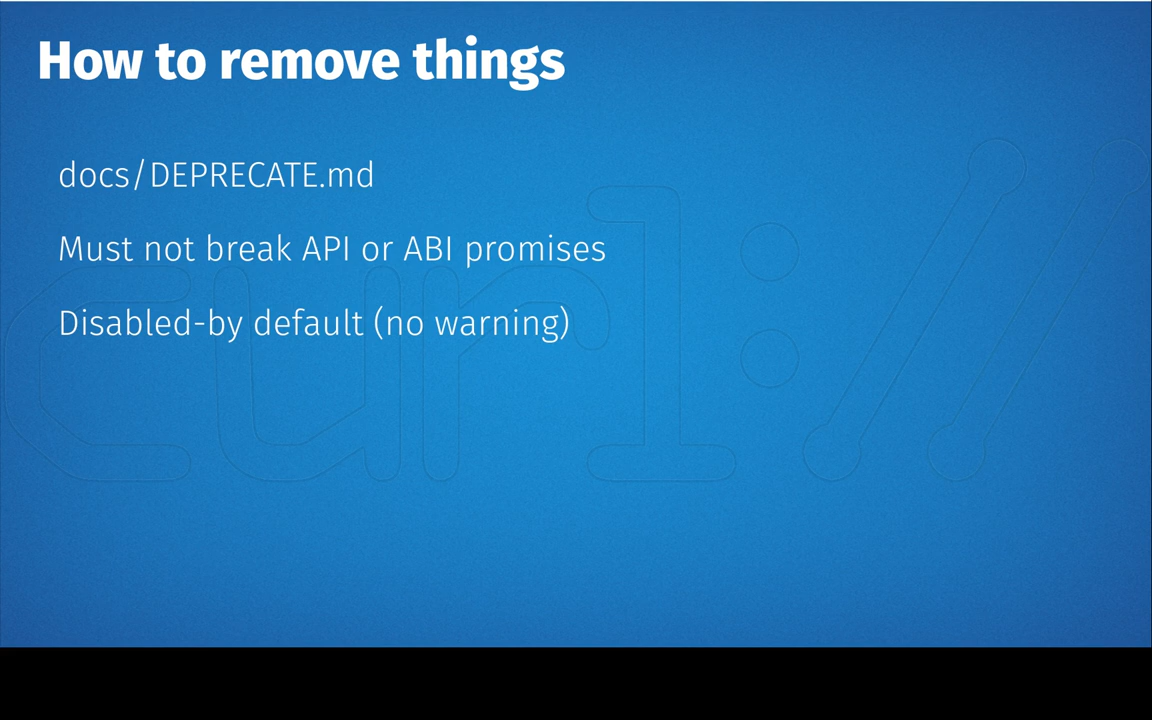 How to remove things
docs/DEPRECATE.md
Must not break API or ABI promises
Disabled-by default (no warning)
curl://